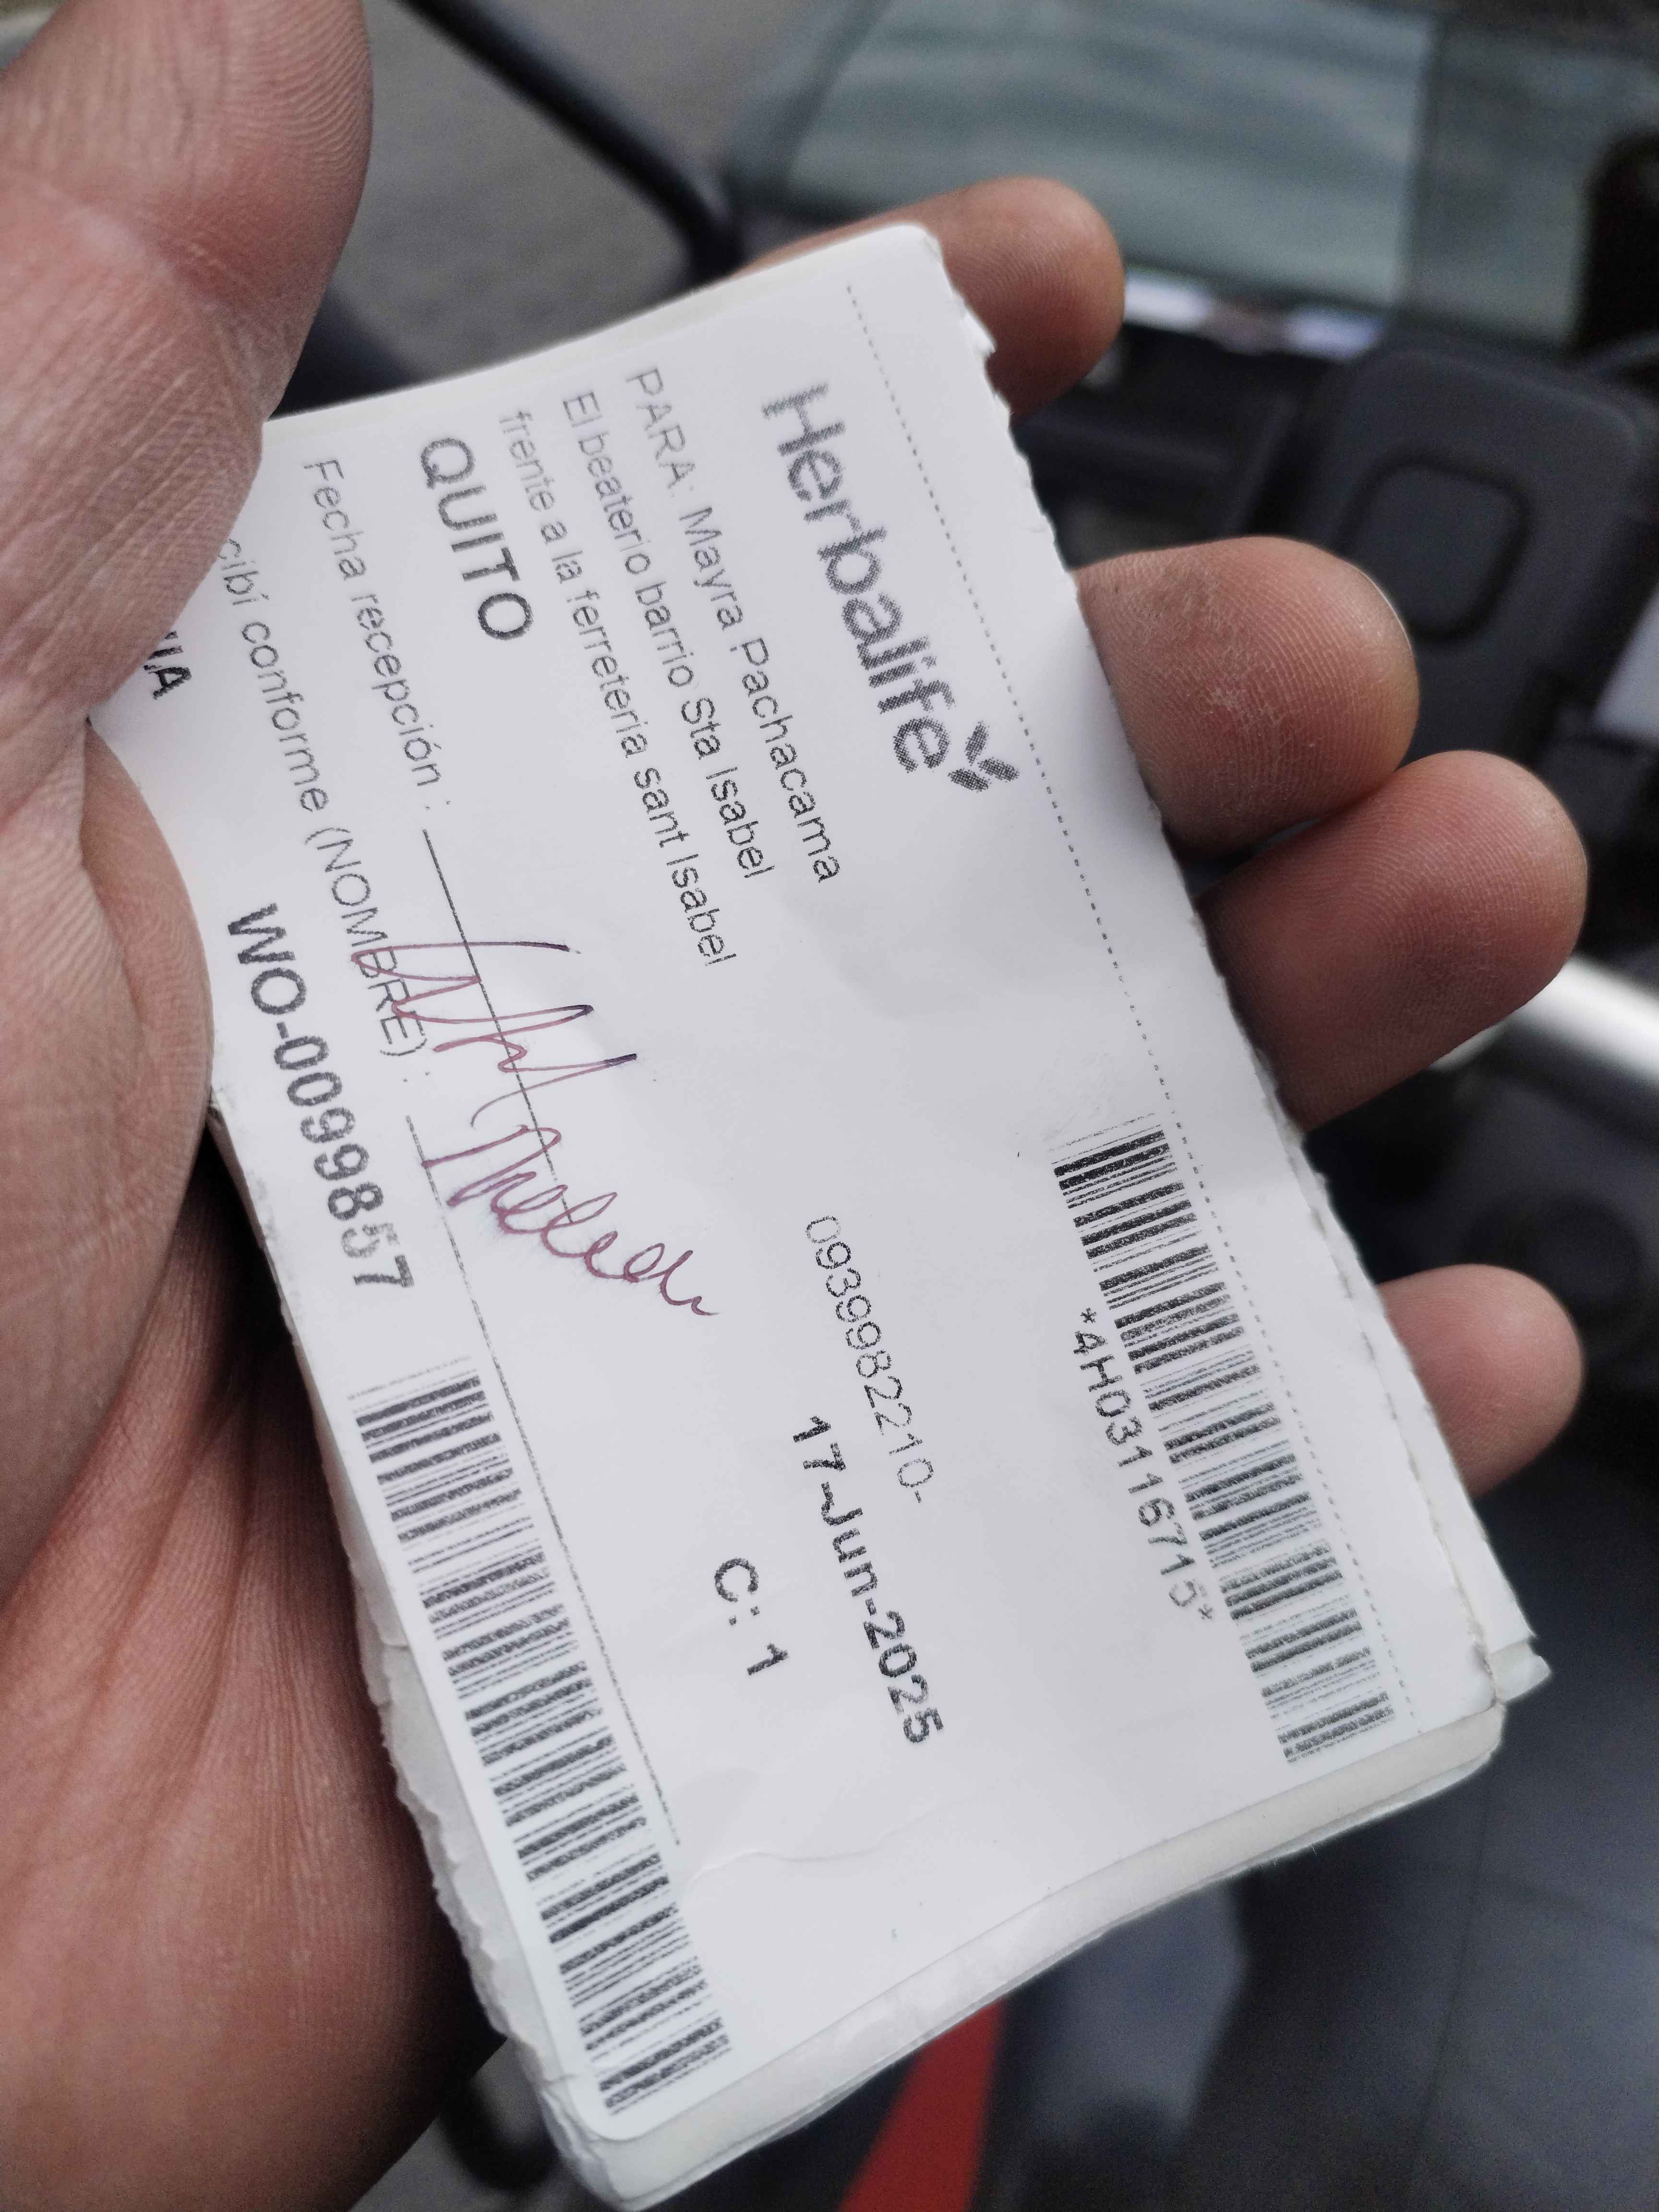 Herbalife
*4H03116715*
PARA: Mayra Pachacama
0939982210-
El beaterio barrio Sta Isabel
17-Jun-2025
frente a la ferreteria sant Isabel
QUITO
C: 1
Fecha recepción :
cibí conforme (NOMBRE) :
WO-0099857